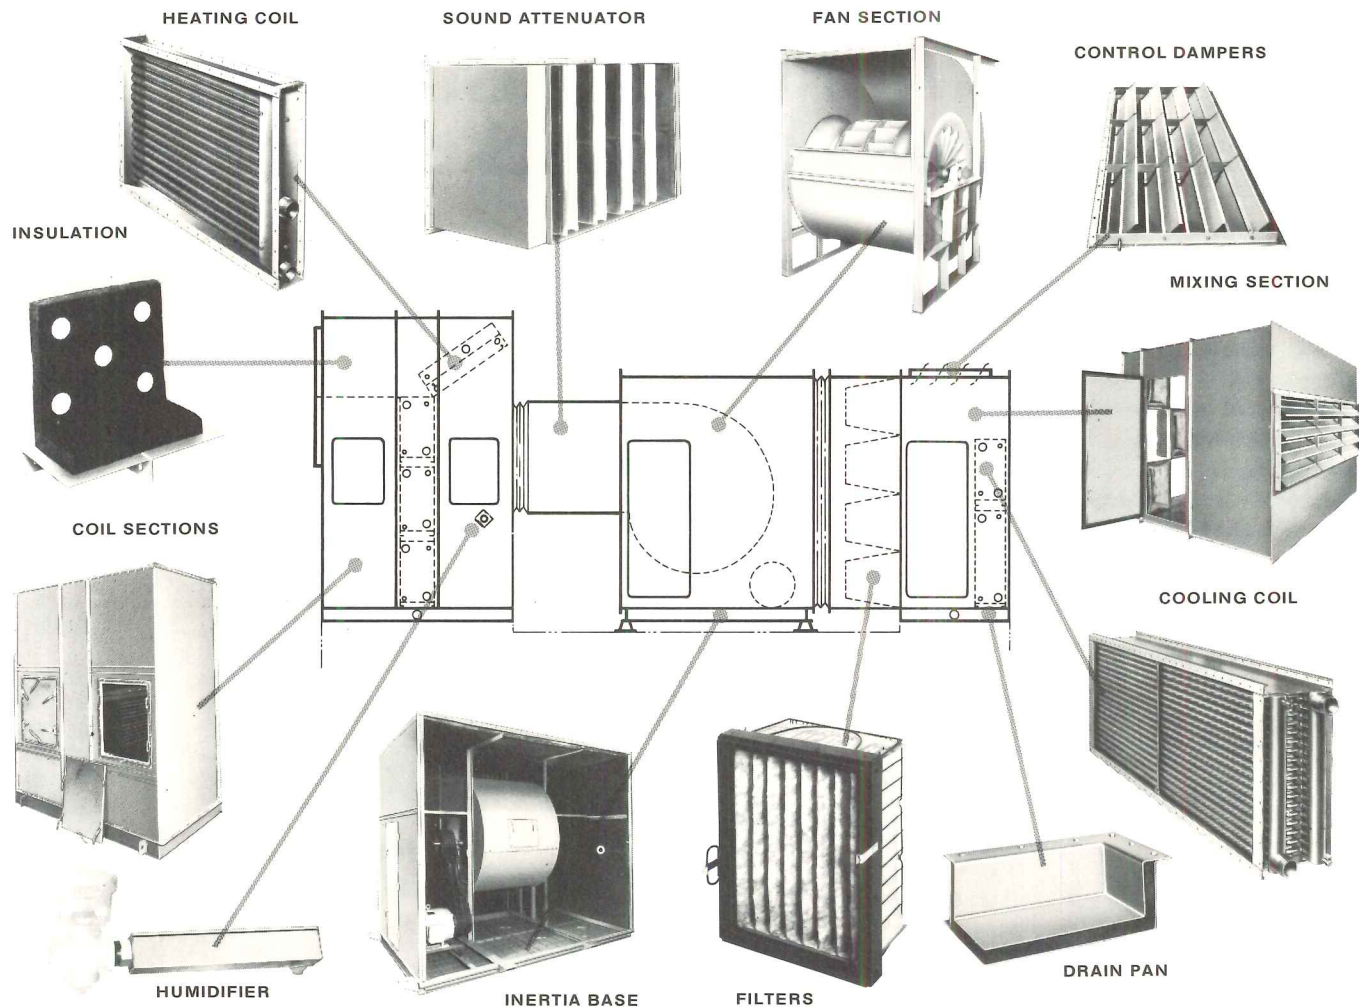 HEATING COIL
SOUND ATTENUATOR
FAN SECTION
CONTROL DAMPERS
INSULATION
MIXING SECTION
COIL SECTIONS
COOLING COIL
HUMIDIFIER
INERTIA BASE
FILTERS
DRAIN PAN